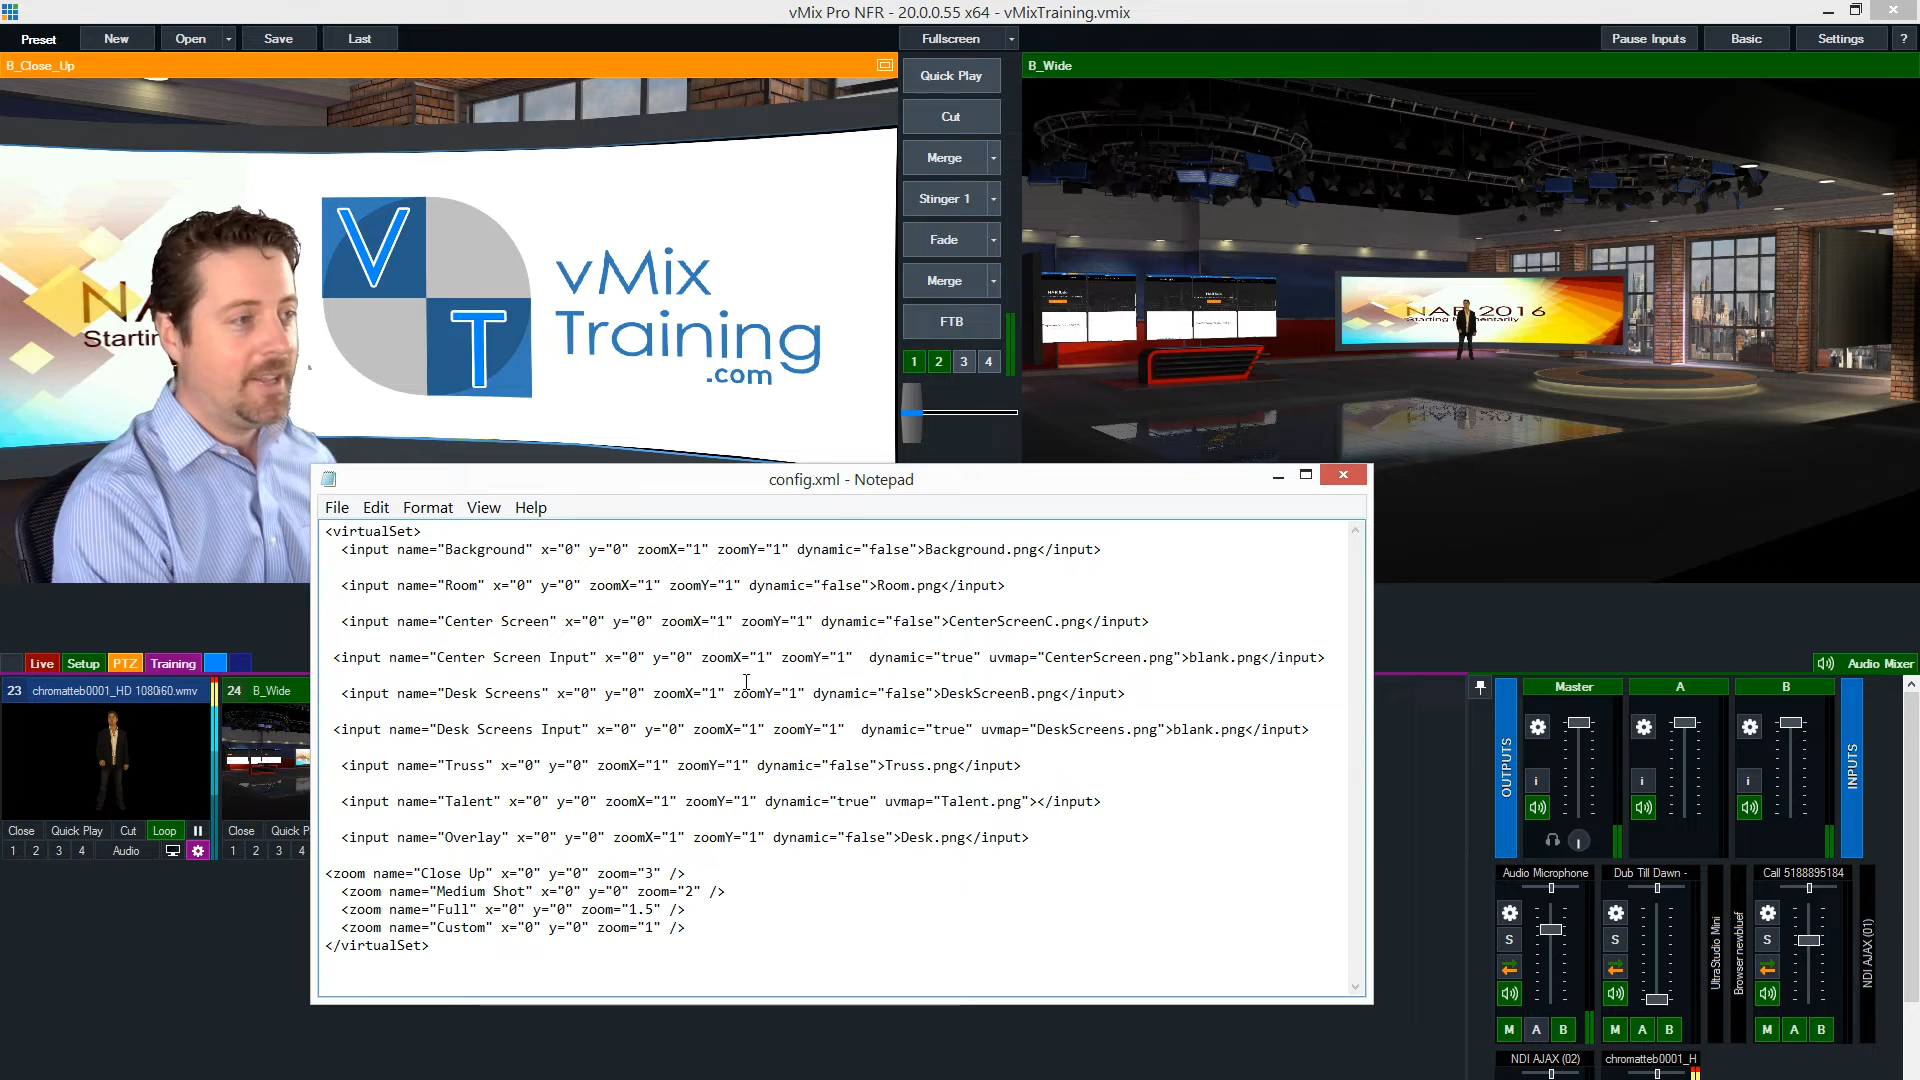 vMix Pro NFR - 20.0.0.55 x64 - vMixTraining.vmix
Preset
New
Open
Save
Last
Fullscreen
Pause Inputs
Basic
Settings
?
B_Close_Up
B_Wide
Quick Play
Cut
Merge
Stinger 1
Fade
Merge
FTB
1 2 3 4
V
T
vMix
Training
.com
NAB 2016
config.xml - Notepad
File Edit Format View Help
<virtualSet>
<input name="Background" x="0" y="0" zoomX="1" zoomY="1" dynamic="false">Background.png</input>
<input name="Room" x="0" y="0" zoomX="1" zoomY="1" dynamic="false">Room.png</input>
<input name="Center Screen" x="0" y="0" zoomX="1" zoomY="1" dynamic="false">CenterScreenC.png</input>
<input name="Center Screen Input" x="0" y="0" zoomX="1" zoomY="1"  dynamic="true" uvmap="CenterScreen.png">blank.png</input>
<input name="Desk Screens" x="0" y="0" zoomX="1" zoomY="1" dynamic="false">DeskScreenB.png</input>
<input name="Desk Screens Input" x="0" y="0" zoomX="1" zoomY="1"  dynamic="true" uvmap="DeskScreens.png">blank.png</input>
<input name="Truss" x="0" y="0" zoomX="1" zoomY="1" dynamic="false">Truss.png</input>
<input name="Talent" x="0" y="0" zoomX="1" zoomY="1" dynamic="true" uvmap="Talent.png"></input>
<input name="Overlay" x="0" y="0" zoomX="1" zoomY="1" dynamic="false">Desk.png</input>
<zoom name="Close Up" x="0" y="0" zoom="3" />
<zoom name="Medium Shot" x="0" y="0" zoom="2" />
<zoom name="Full" x="0" y="0" zoom="1.5" />
<zoom name="Custom" x="0" y="0" zoom="1" />
</virtualSet>
Live
Setup
PTZ
Training
23 chromatteb0001_HD 1080i60.wmv
24 B_Wide
Close Quick Play Cut Loop
1 2 3 4 Audio
Close
1 2 3 4
Audio Mixer
Master
A
B
OUTPUTS
INPUTS
Audio Microphone
Dub Till Dawn -
Call 5188895184
UltraStudio Mini
Browser newbluef
NDI AJAX (01)
S
S
S
M A B
M A B
M A B
NDI AJAX (02)
chromatteb0001_H